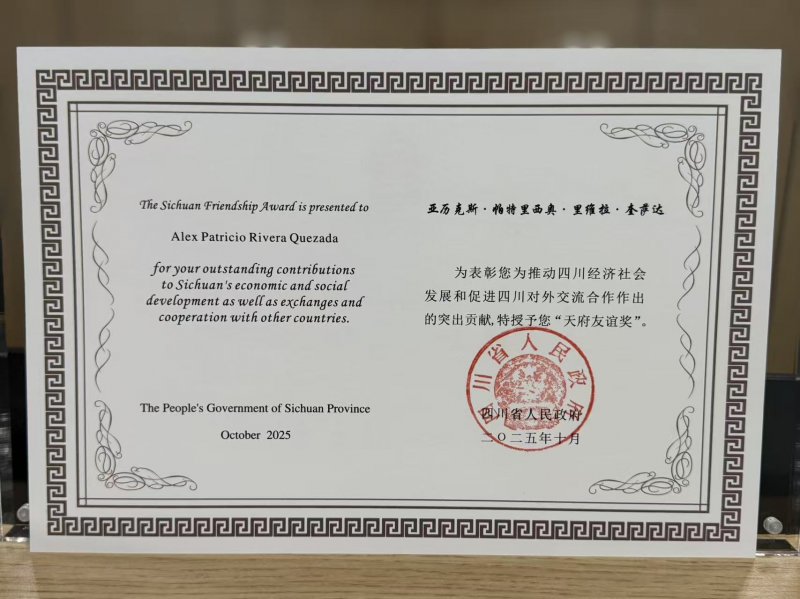 The Sichuan Friendship Award is presented to
Alex Patricio Rivera Quezada
for your outstanding contributions
to Sichuan's economic and social
development as well as exchanges and
cooperation with other countries.
The People's Government of Sichuan Province
October 2025
亚历克斯·帕特里西奥·里维拉·奎萨达
为表彰您为推动四川经济社会
发展和促进四川对外交流合作作出
的突出贡献,特授予您“天府友谊奖”。
四川省人民政府
四川省人民政府
二〇二五年十月